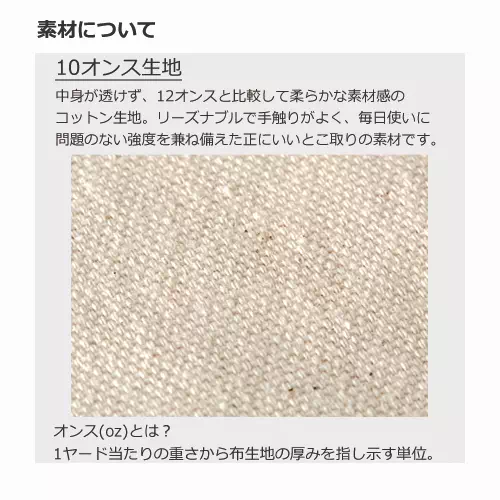 素材について
10オンス生地
中身が透けず、12オンスと比較して柔らかな素材感の
コットン生地。リーズナブルで手触りがよく、毎日使いに
問題のない強度を兼ね備えた正にいいとこ取りの素材です。
オンス(oz)とは？
1ヤード当たりの重さから布生地の厚みを指し示す単位。